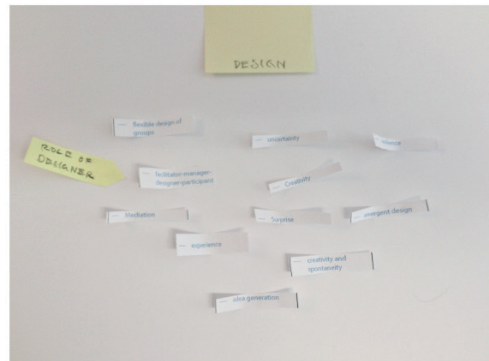 DESIGN
flexible design of
groups
uncertainty
silence
ROLE OF
DESIGNER
facilitator-manager-
designer-participant
Creativity
Mediation
Surprise
emergent design
experience
creativity and
spontaneity
idea generation